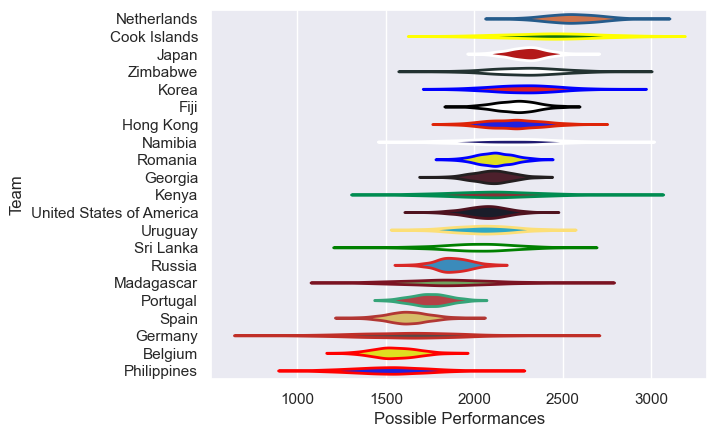 Netherlands
Cook Islands
Japan
Zimbabwe
Korea
Fiji
Hong Kong
Namibia
Romania
Georgia
Kenya
United States of America
Uruguay
Sri Lanka
Russia
Madagascar
Portugal
Spain
Germany
Belgium
Philippines
Team
1000 1500 2000 2500 3000
Possible Performances